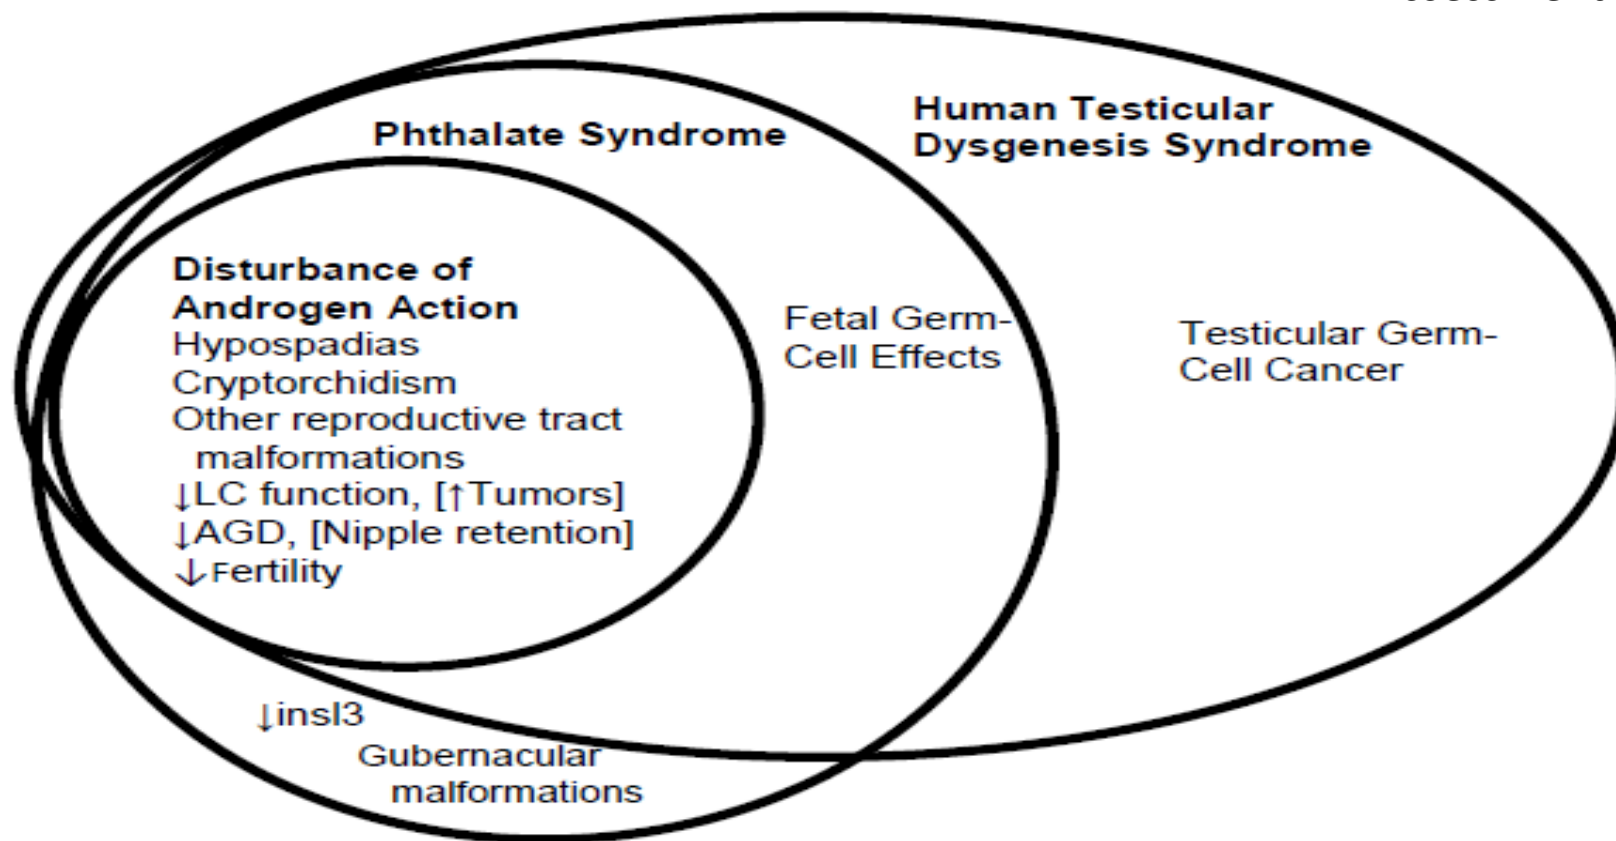 Phthalate Syndrome
Human Testicular
Dysgenesis Syndrome
Disturbance of
Androgen Action
Hypospadias
Cryptorchidism
Other reproductive tract
malformations
↓LC function, [↑Tumors]
↓AGD, [Nipple retention]
↓Fertility
Fetal Germ-
Cell Effects
Testicular Germ-
Cell Cancer
↓insl3
Gubernacular
malformations